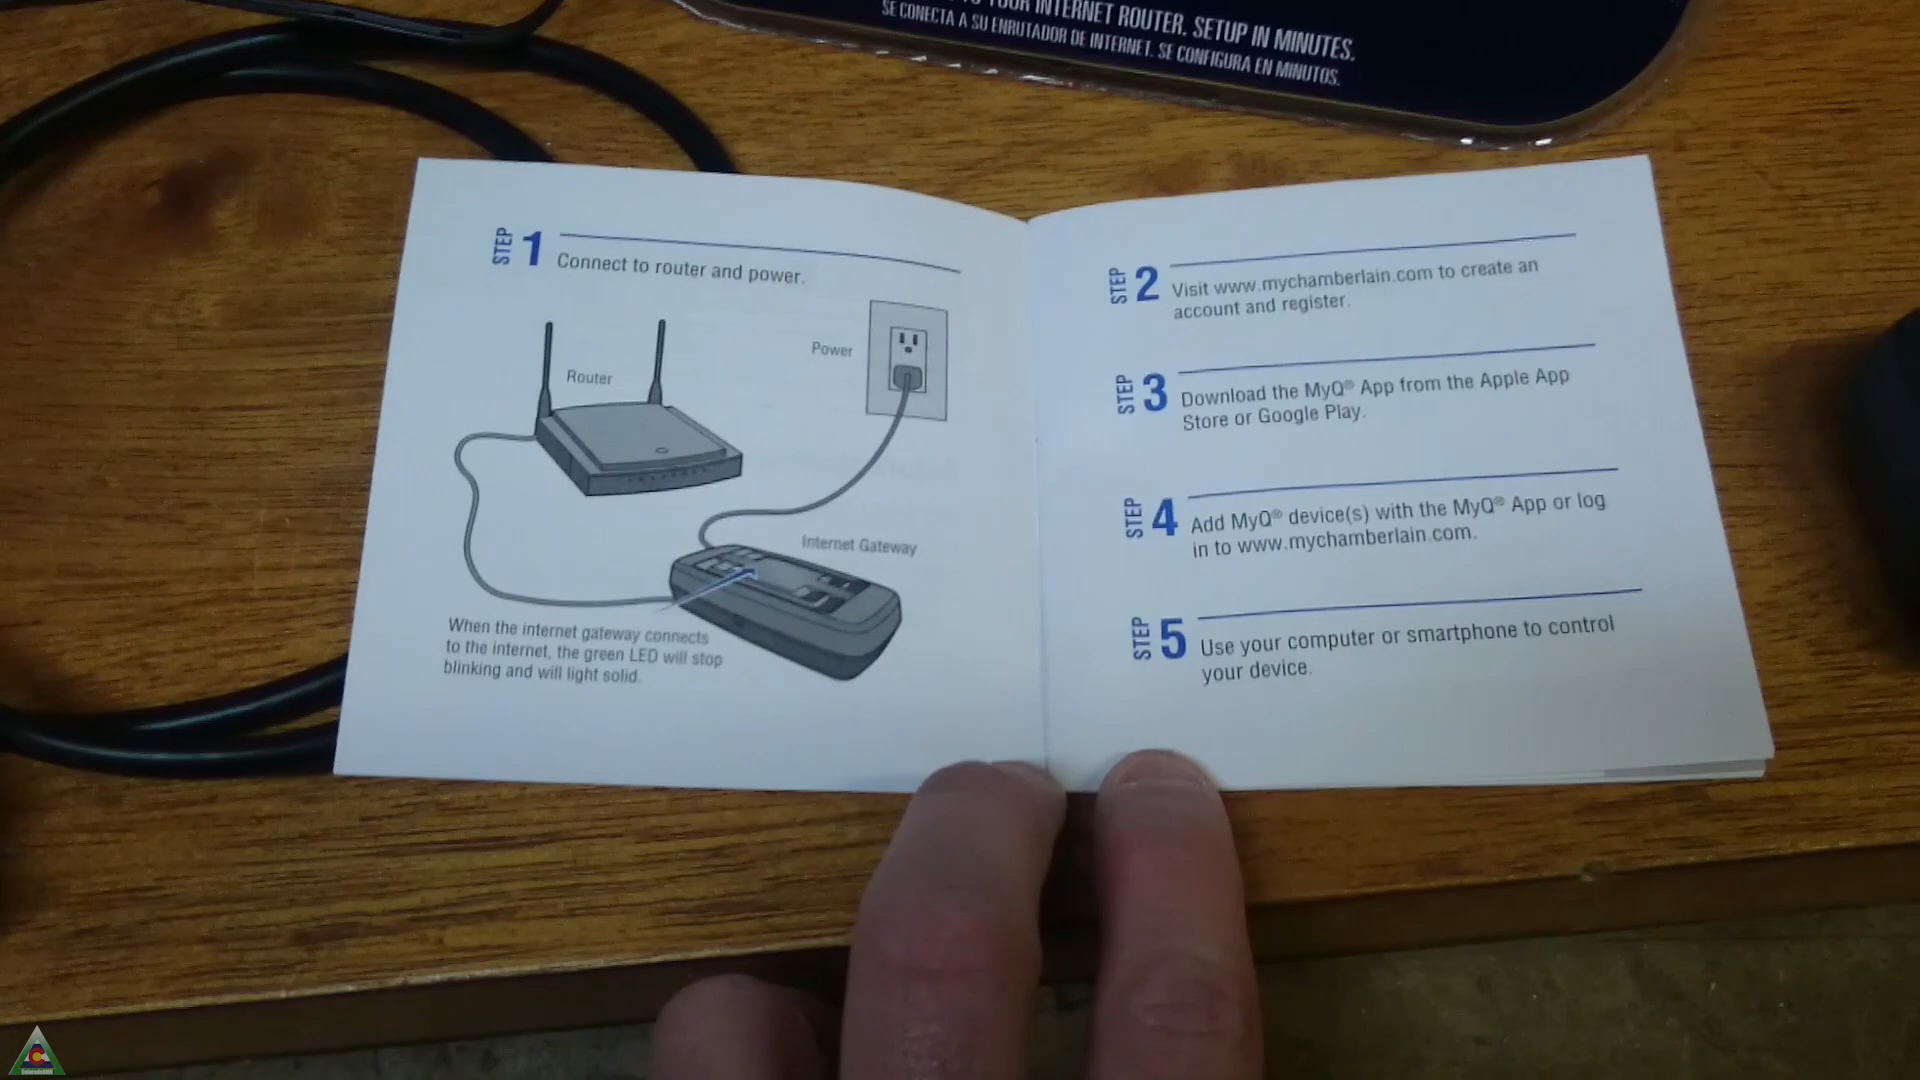 YOUR INTERNET ROUTER. SETUP IN MINUTES.
SE CONECTA A SU ENRUTADOR DE INTERNET. SE CONFIGURA EN MINUTOS.
STEP 1
Connect to router and power.
Power
Router
Internet Gateway
When the internet gateway connects
to the internet, the green LED will stop
blinking and will light solid.
STEP 2
Visit www.mychamberlain.com to create an
account and register.
STEP 3
Download the MyQ® App from the Apple App
Store or Google Play.
STEP 4
Add MyQ® device(s) with the MyQ® App or log
in to www.mychamberlain.com.
STEP 5
Use your computer or smartphone to control
your device.